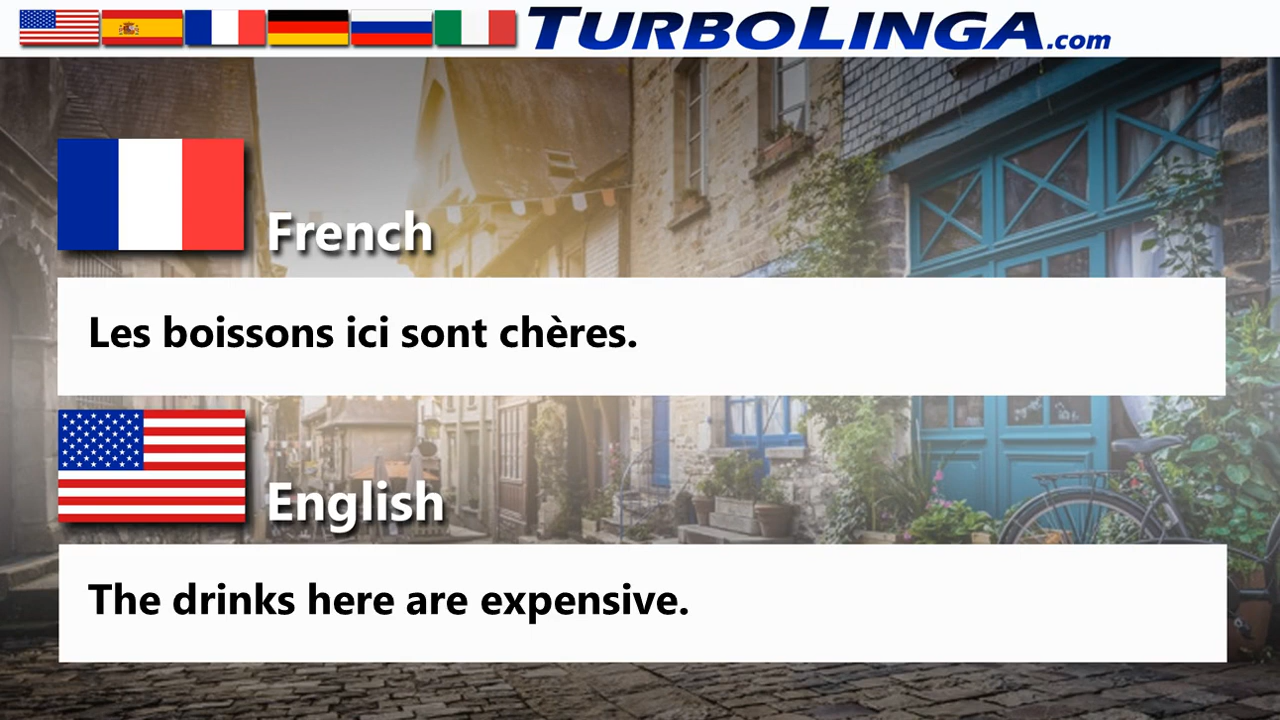 TURBOLINGA.com
French
Les boissons ici sont chères.
English
The drinks here are expensive.